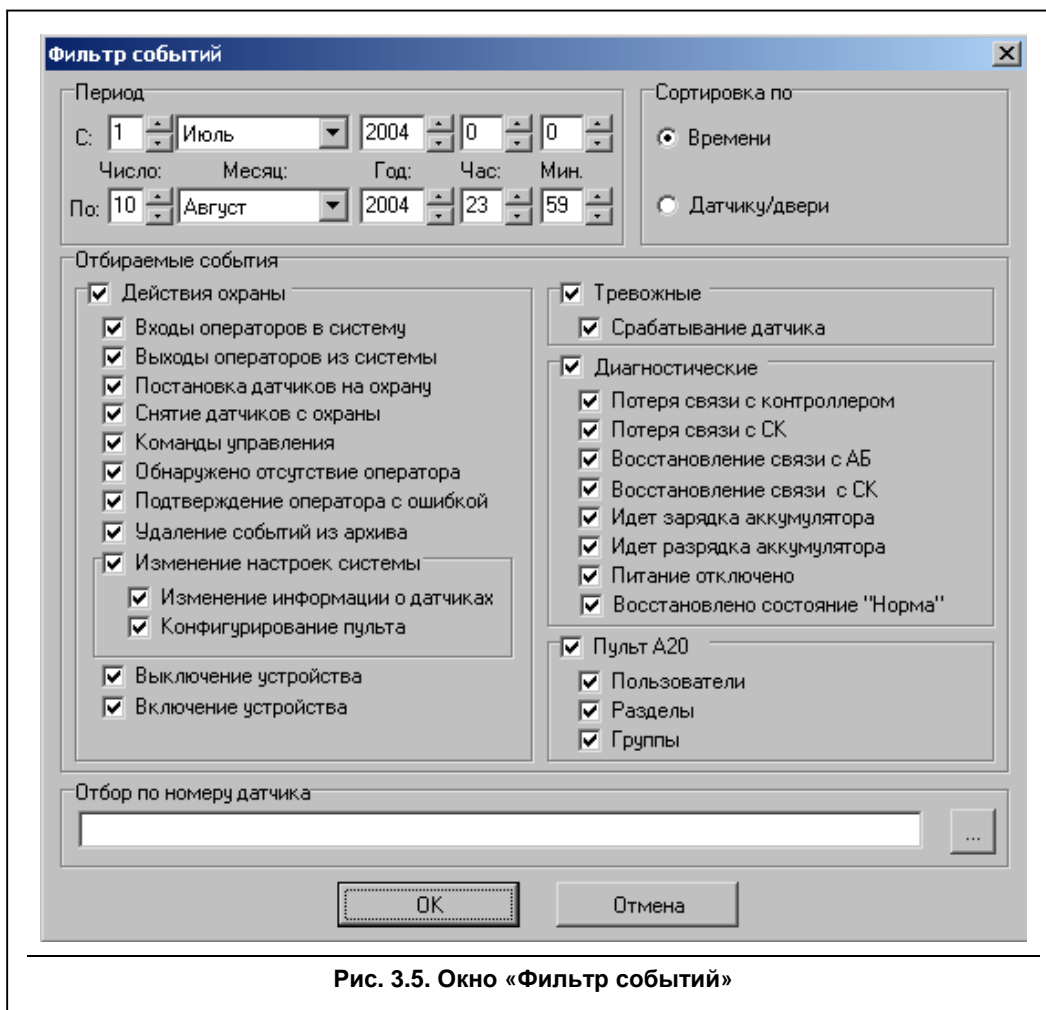 Фильтр событий
Период
С: 1 Июль 2004 0 0
Число: Месяц: Год: Час: Мин.
По: 10 Август 2004 23 59
Сортировка по
Времени
Датчику/двери
Отбираемые события
Действия охраны
Входы операторов в систему
Выходы операторов из системы
Постановка датчиков на охрану
Снятие датчиков с охраны
Команды управления
Обнаружено отсутствие оператора
Подтверждение оператора с ошибкой
Удаление событий из архива
Изменение настроек системы
Изменение информации о датчиках
Конфигурирование пульта
Выключение устройства
Включение устройства
Тревожные
Срабатывание датчика
Диагностические
Потеря связи с контроллером
Потеря связи с СК
Восстановление связи с АБ
Восстановление связи с СК
Идет зарядка аккумулятора
Идет разрядка аккумулятора
Питание отключено
Восстановлено состояние "Норма"
Пульт А20
Пользователи
Разделы
Группы
Отбор по номеру датчика
...
OK
Отмена
Рис. 3.5. Окно «Фильтр событий»